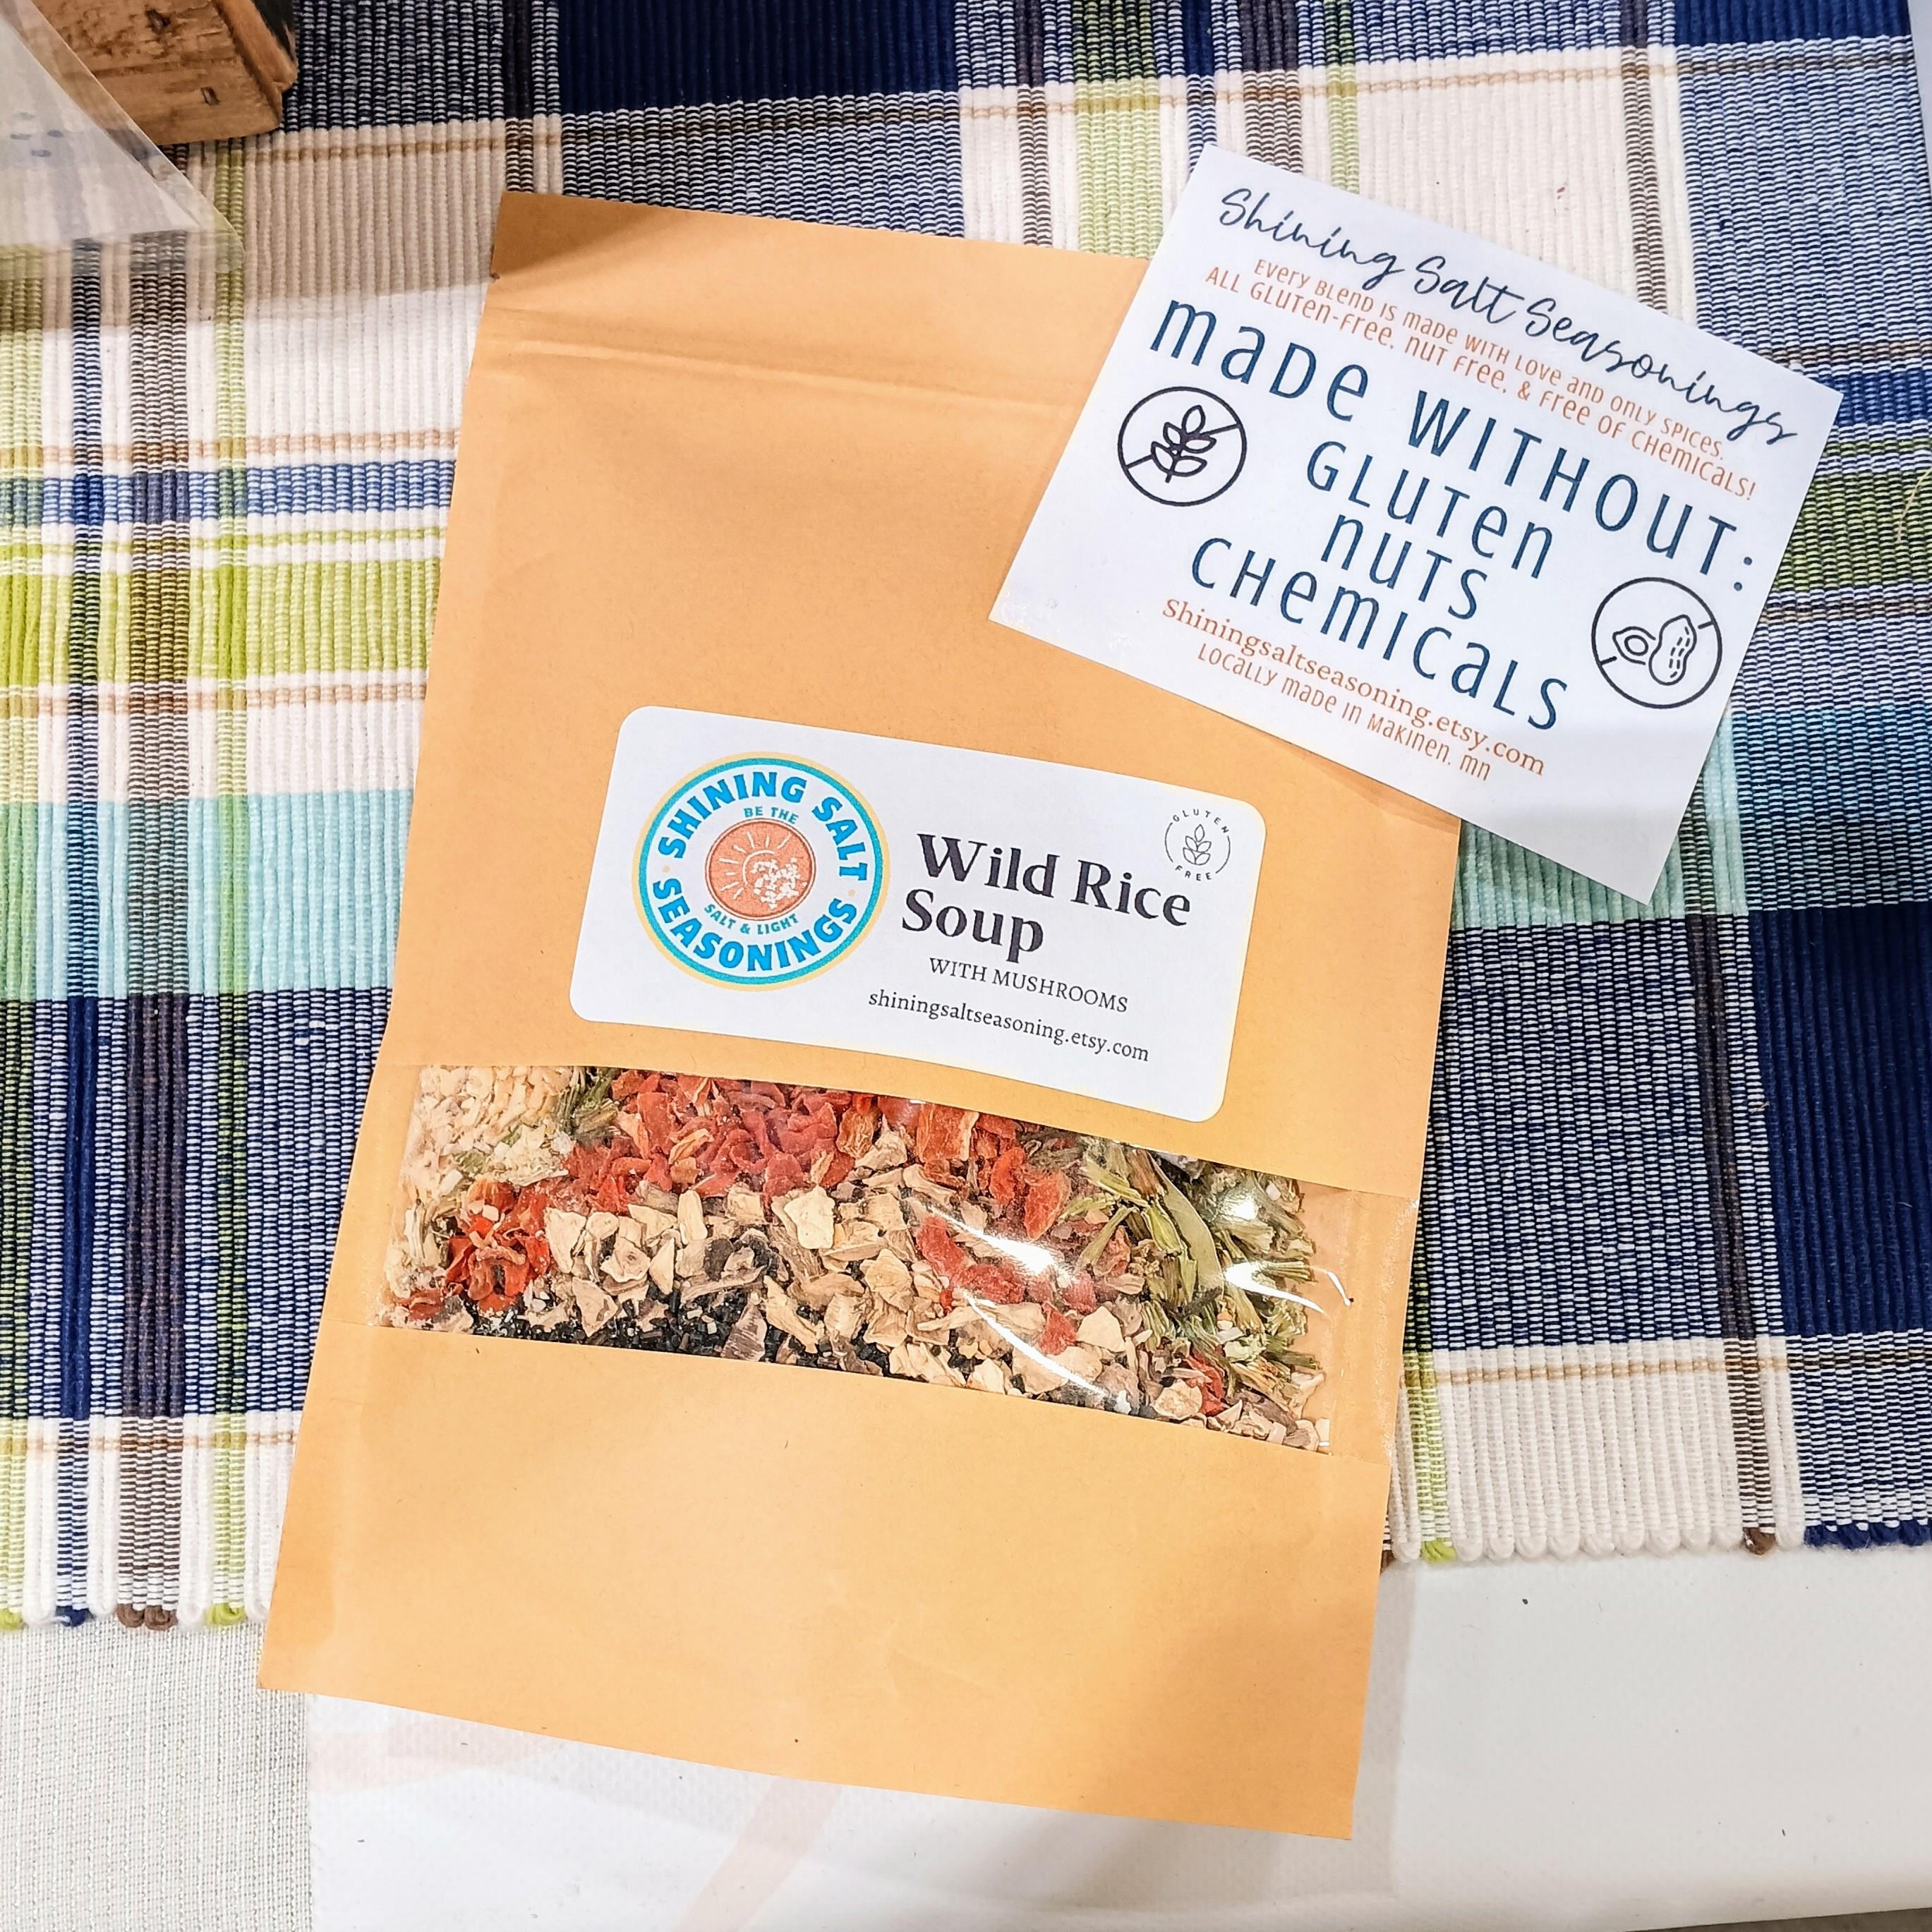 Shining Salt Seasonings
Every Blend is made with love and only spices.
All Gluten-Free, nut Free, & Free of chemicals!
made without:
Gluten
nuts
chemicals
Shiningsaltseasoning.etsy.com
Locally made in Makinen, mn
SHINING SALT
BE THE
SALT & LIGHT
SEASONINGS
GLUTEN
FREE
Wild Rice
Soup
WITH MUSHROOMS
shiningsaltseasoning.etsy.com